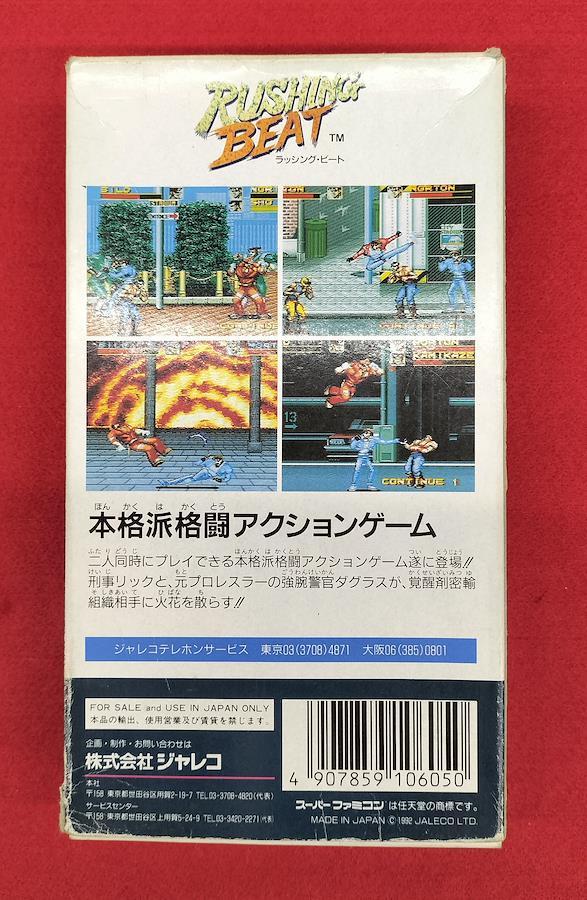 RUSHING
BEAT TM
ラッシング・ビート
NORTON
CONTINUE 1
本格派格闘アクションゲーム
二人同時にプレイできる本格派格闘アクションゲーム遂に登場!!
刑事リックと、元プロレスラーの強腕警官ダグラスが、覚醒剤密輸
組織相手に火花を散らす!!
ジャレコテレホンサービス 東京03(3708)4871 大阪06(385)0801
FOR SALE and USE IN JAPAN ONLY
本品の輸出、使用営業及び賃貸を禁じます。
企画・制作・お問い合わせは
株式会社 ジャレコ
本社
〒158 東京都世田谷区用賀2-19-7 TEL.03-3708-4820(代表)
サービスセンター
〒158 東京都世田谷区上用賀5-24-9 TEL.03-3420-2271(代表)
4 907859 106050
スーパーファミコンは任天堂の商標です。
MADE IN JAPAN © 1992 JALECO LTD.